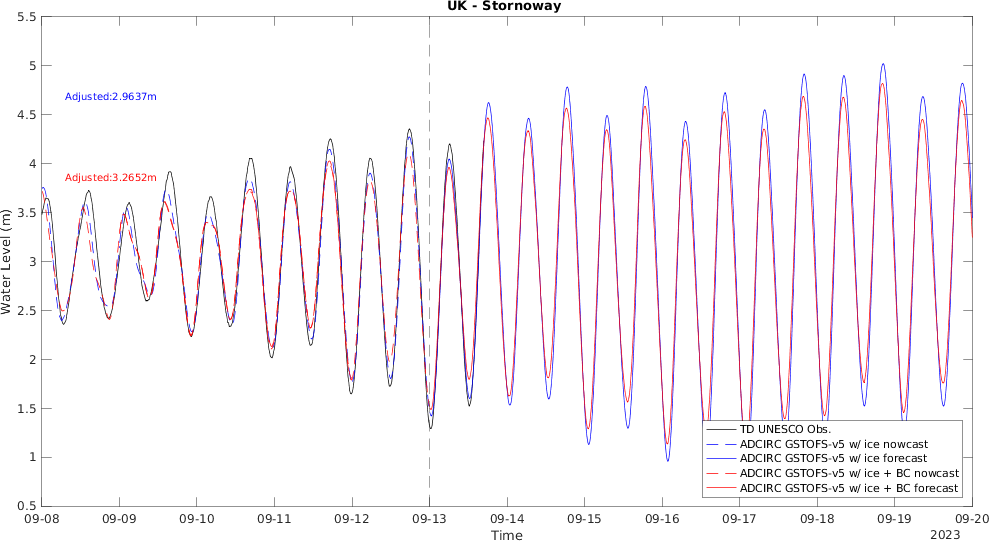 UK - Stornoway
5.5
5
4.5
4
3.5
3
2.5
2
1.5
1
0.5
Water Level (m)
Adjusted:2.9637m
Adjusted:3.2652m
TD UNESCO Obs.
ADCIRC GSTOFS-v5 w/ ice nowcast
ADCIRC GSTOFS-v5 w/ ice forecast
ADCIRC GSTOFS-v5 w/ ice + BC nowcast
ADCIRC GSTOFS-v5 w/ ice + BC forecast
09-08 09-09 09-10 09-11 09-12 09-13 09-14 09-15 09-16 09-17 09-18 09-19 09-20
Time
2023